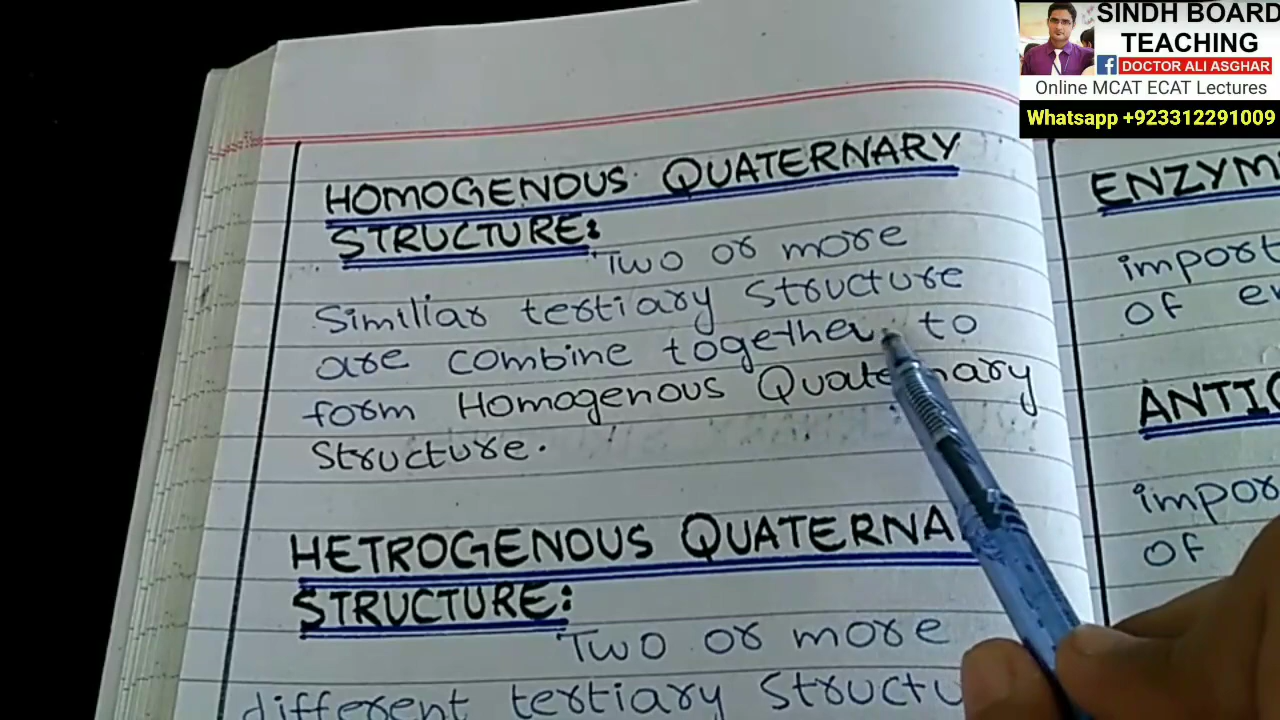 SINDH BOARD
TEACHING
DOCTOR ALI ASGHAR
Online MCAT ECAT Lectures
Whatsapp +923312291009
HOMOGENOUS QUATERNARY
STRUCTURE:
Two or more
Similiar tertiary structure
are combine together to
form Homogenous Quaternary
Structure.
HETROGENOUS QUATERNA
STRUCTURE:
Two or more
different tertiary Structu
ENZYM
import
of e
ANTI
impor
of